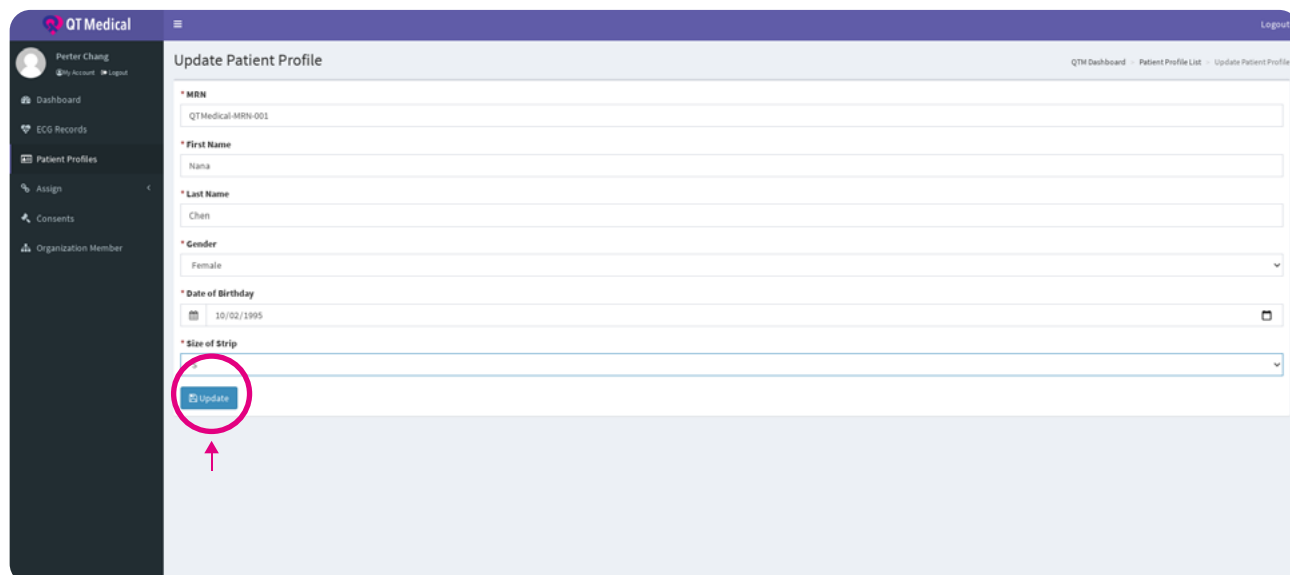 QT Medical
Logout
Perter Chang
My Account Logout
Update Patient Profile
QTM Dashboard > Patient Profile List > Update Patient Profile
Dashboard
ECG Records
Patient Profiles
Assign
Consents
Organization Member
* MRN
QTMedical-MRN-001
* First Name
Nana
* Last Name
Chen
* Gender
Female
* Date of Birthday
10/02/1995
* Size of Strip
Update